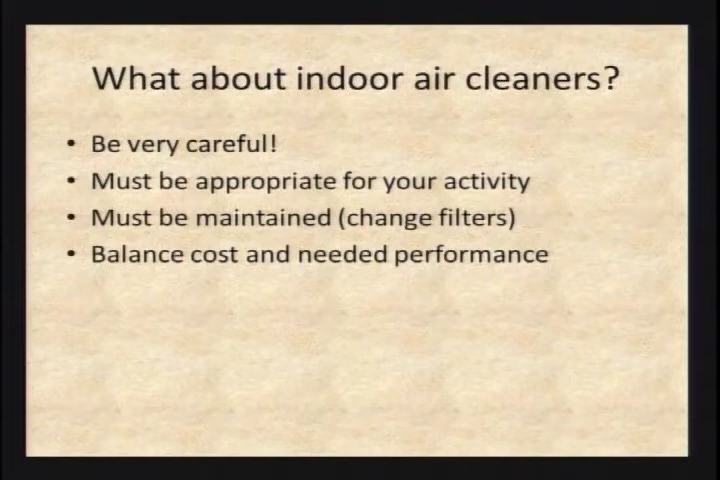 What about indoor air cleaners?
• Be very careful!
• Must be appropriate for your activity
• Must be maintained (change filters)
• Balance cost and needed performance